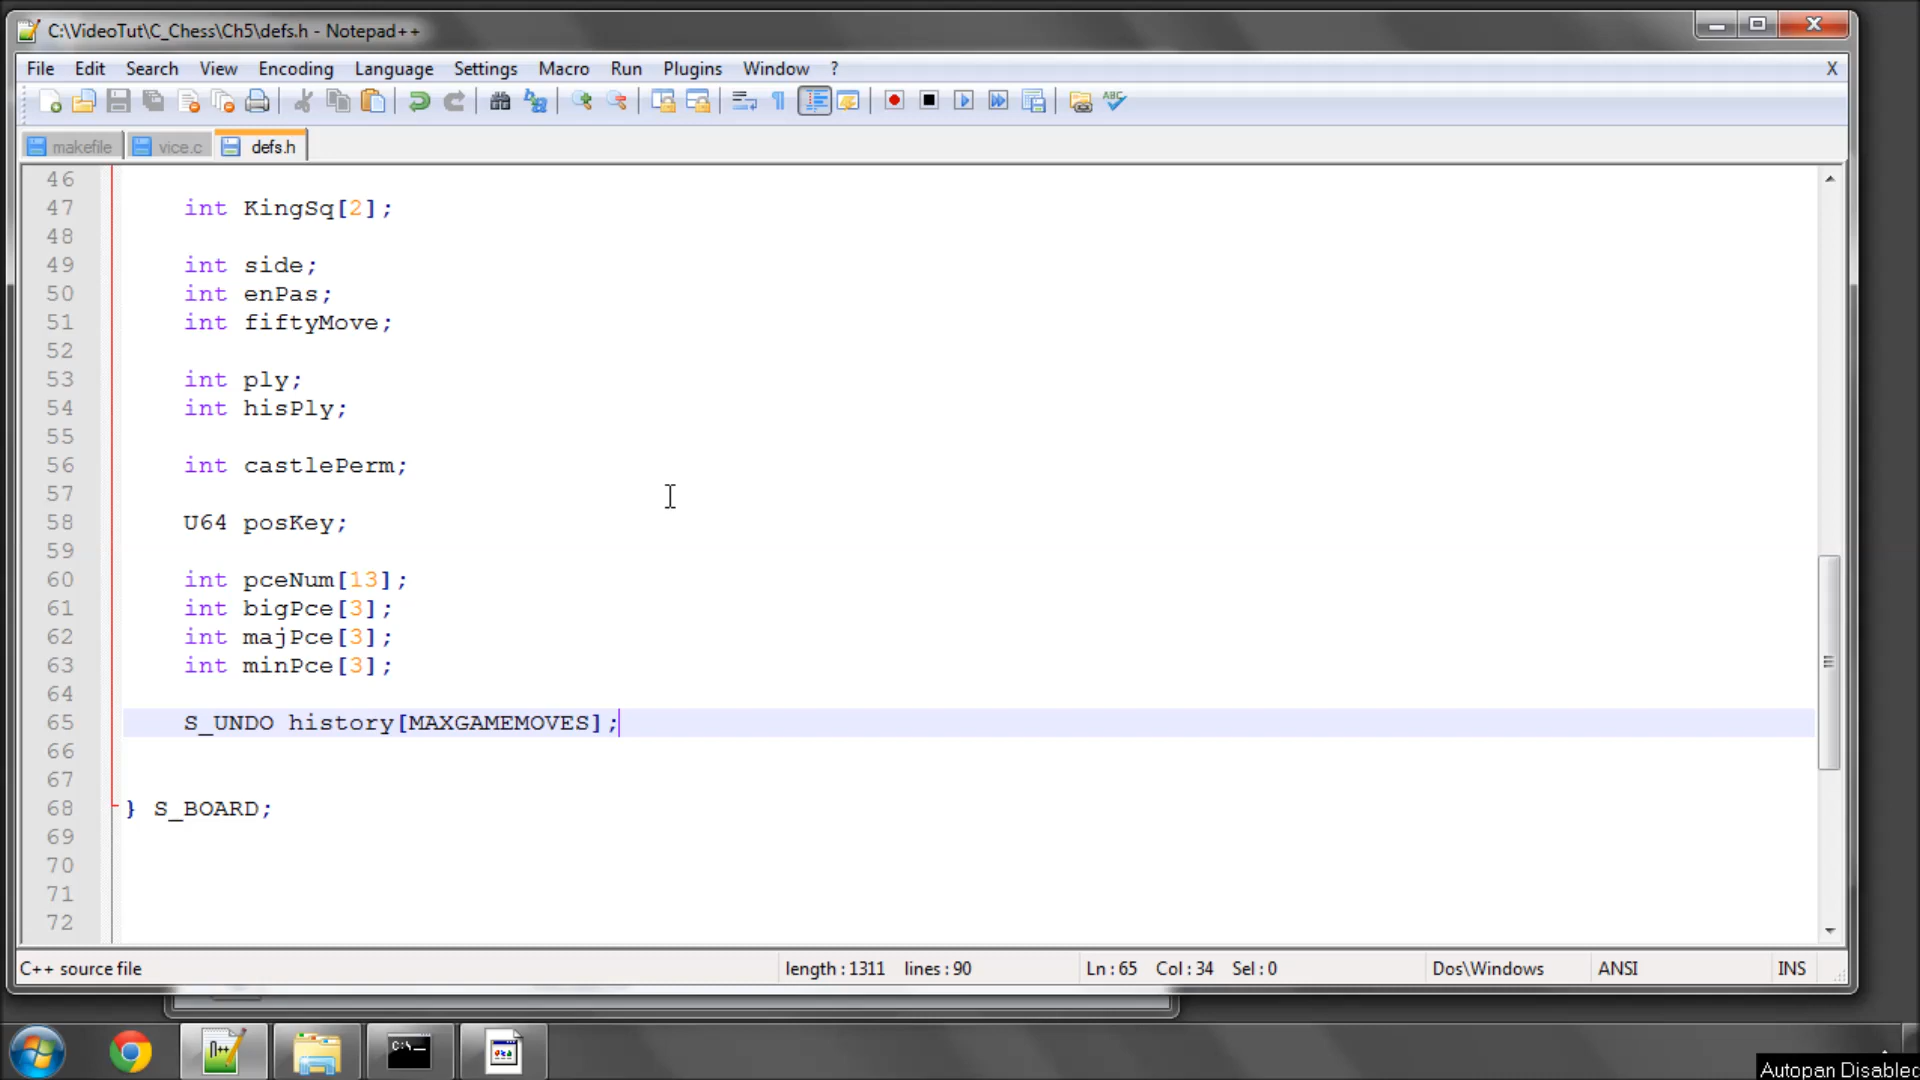 C:\VideoTut\C_Chess\Ch5\defs.h - Notepad++
File Edit Search View Encoding Language Settings Macro Run Plugins Window ? X
makefile vice.c defs.h
46
47 int KingSq[2];
48
49 int side;
50 int enPas;
51 int fiftyMove;
52
53 int ply;
54 int hisPly;
55
56 int castlePerm;
57
58 U64 posKey;
59
60 int pceNum[13];
61 int bigPce[3];
62 int majPce[3];
63 int minPce[3];
64
65 S_UNDO history[MAXGAMEMOVES];
66
67
68 } S_BOARD;
69
70
71
72
C++ source file length : 1311 lines : 90 Ln : 65 Col : 34 Sel : 0 Dos\Windows ANSI INS
Autopan Disabled